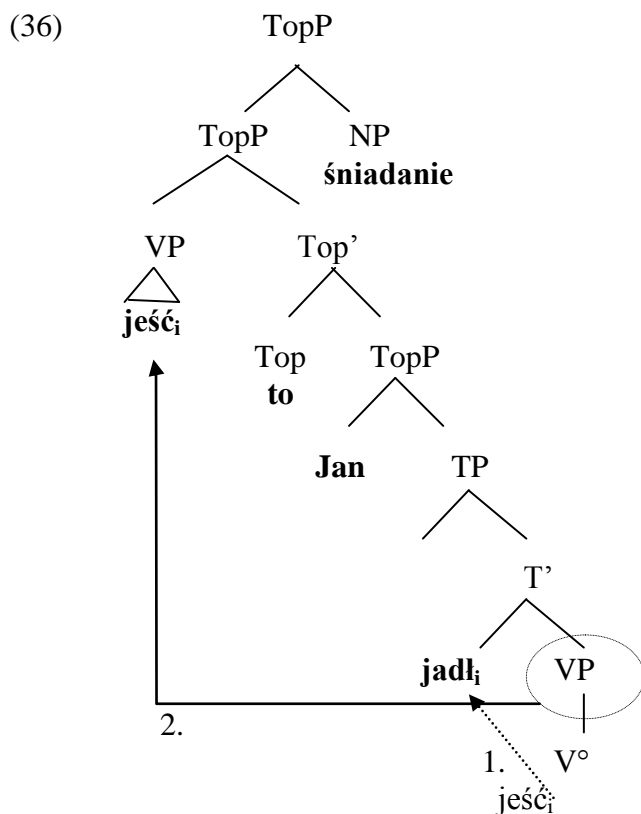 (36) TopP
TopP NP
śniadanie
VP Top’
jeśćᵢ
Top TopP
to
Jan TP
T’
jadłᵢ VP
2.
1. V°
jeśćᵢ